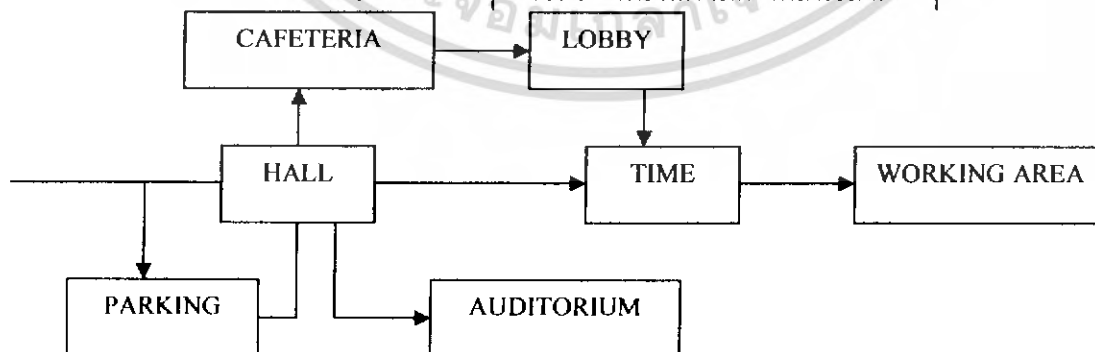 CAFETERIA
LOBBY
HALL
TIME
WORKING AREA
PARKING
AUDITORIUM